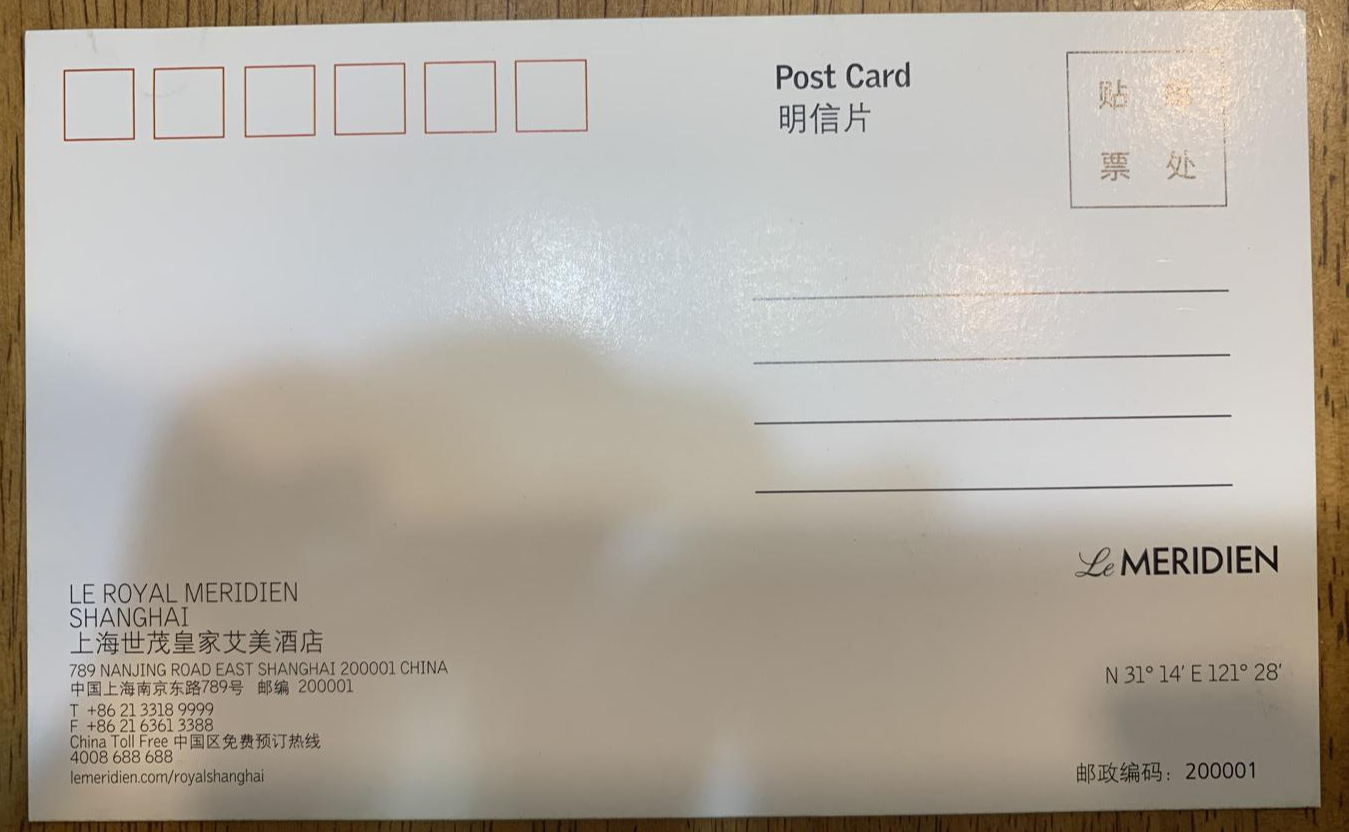 Post Card
明信片
贴
票 处
Le MERIDIEN
N 31° 14' E 121° 28'
邮政编码：200001
LE ROYAL MERIDIEN
SHANGHAI
上海世茂皇家艾美酒店
789 NANJING ROAD EAST SHANGHAI 200001 CHINA
中国上海南京东路789号 邮编 200001
T +86 21 3318 9999
F +86 21 6361 3388
China Toll Free 中国区免费预订热线
4008 688 688
lemeridien.com/royalshanghai